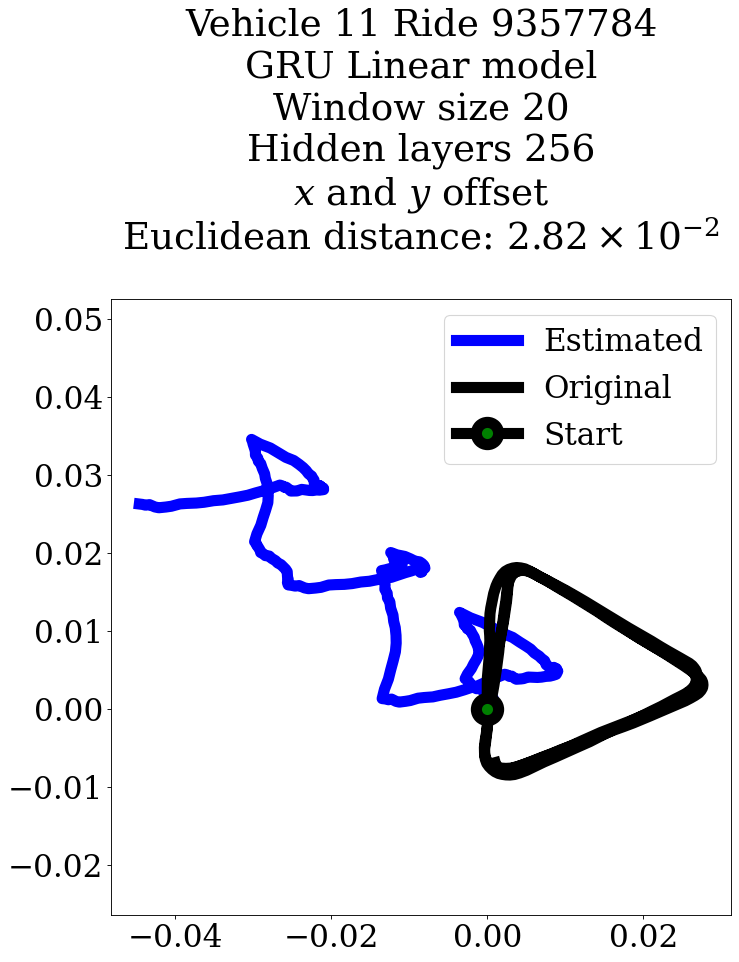 Vehicle 11 Ride 9357784
GRU Linear model
Window size 20
Hidden layers 256
x and y offset
Euclidean distance: 2.82 × 10⁻²
Estimated
Original
Start
0.05
0.04
0.03
0.02
0.01
0.00
−0.01
−0.02
−0.04
−0.02
0.00
0.02